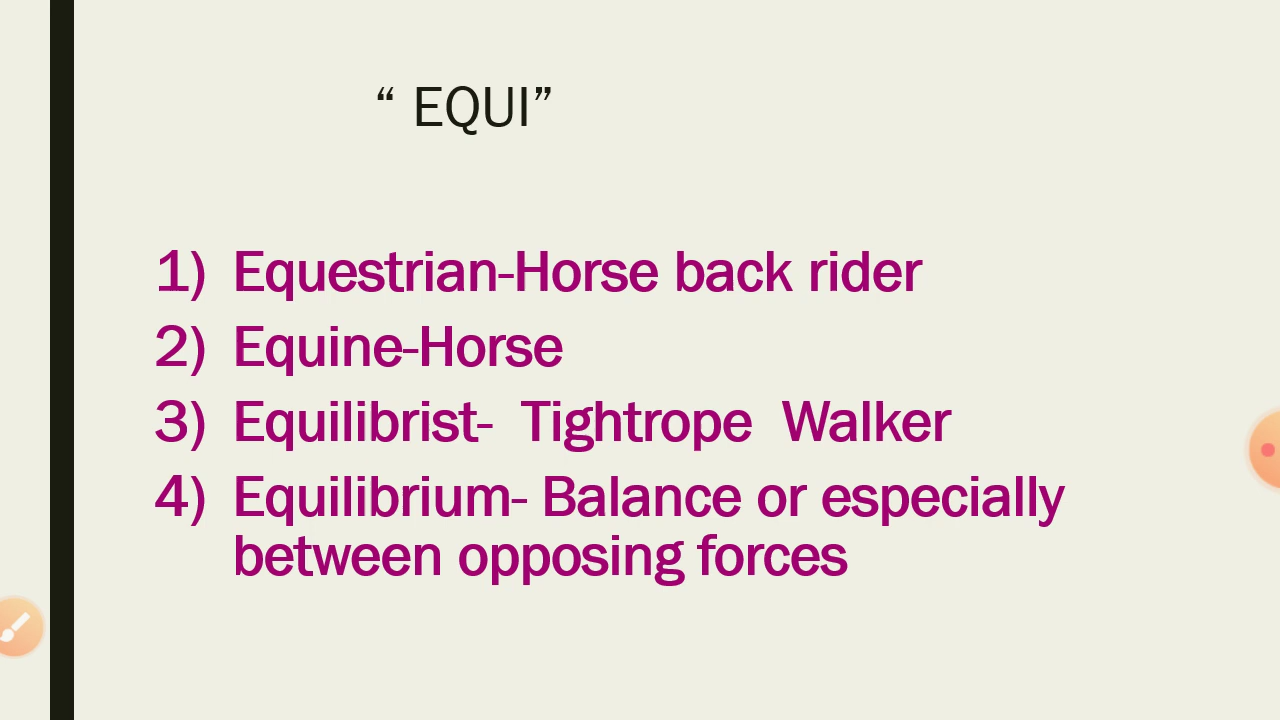 “ EQUI”
1) Equestrian-Horse back rider
2) Equine-Horse
3) Equilibrist- Tightrope Walker
4) Equilibrium- Balance or especially
between opposing forces